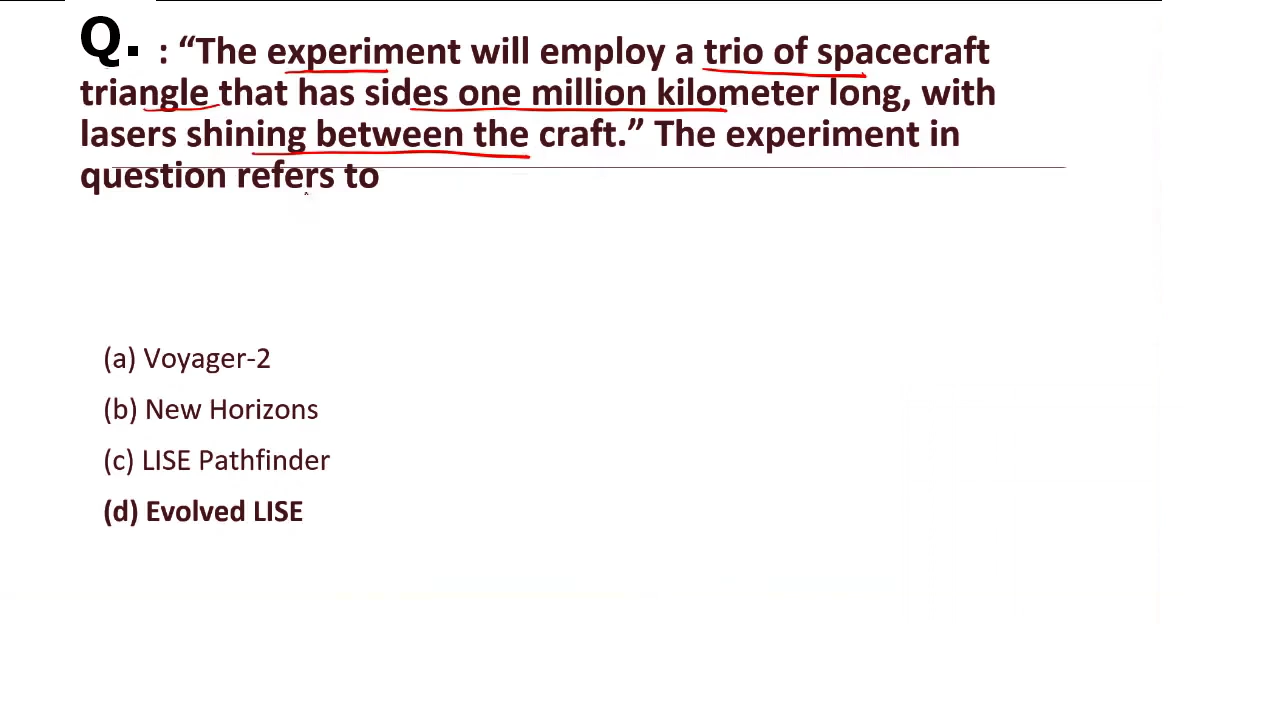 Q. : “The experiment will employ a trio of spacecraft
triangle that has sides one million kilometer long, with
lasers shining between the craft.” The experiment in
question refers to
(a) Voyager-2
(b) New Horizons
(c) LISE Pathfinder
(d) Evolved LISE